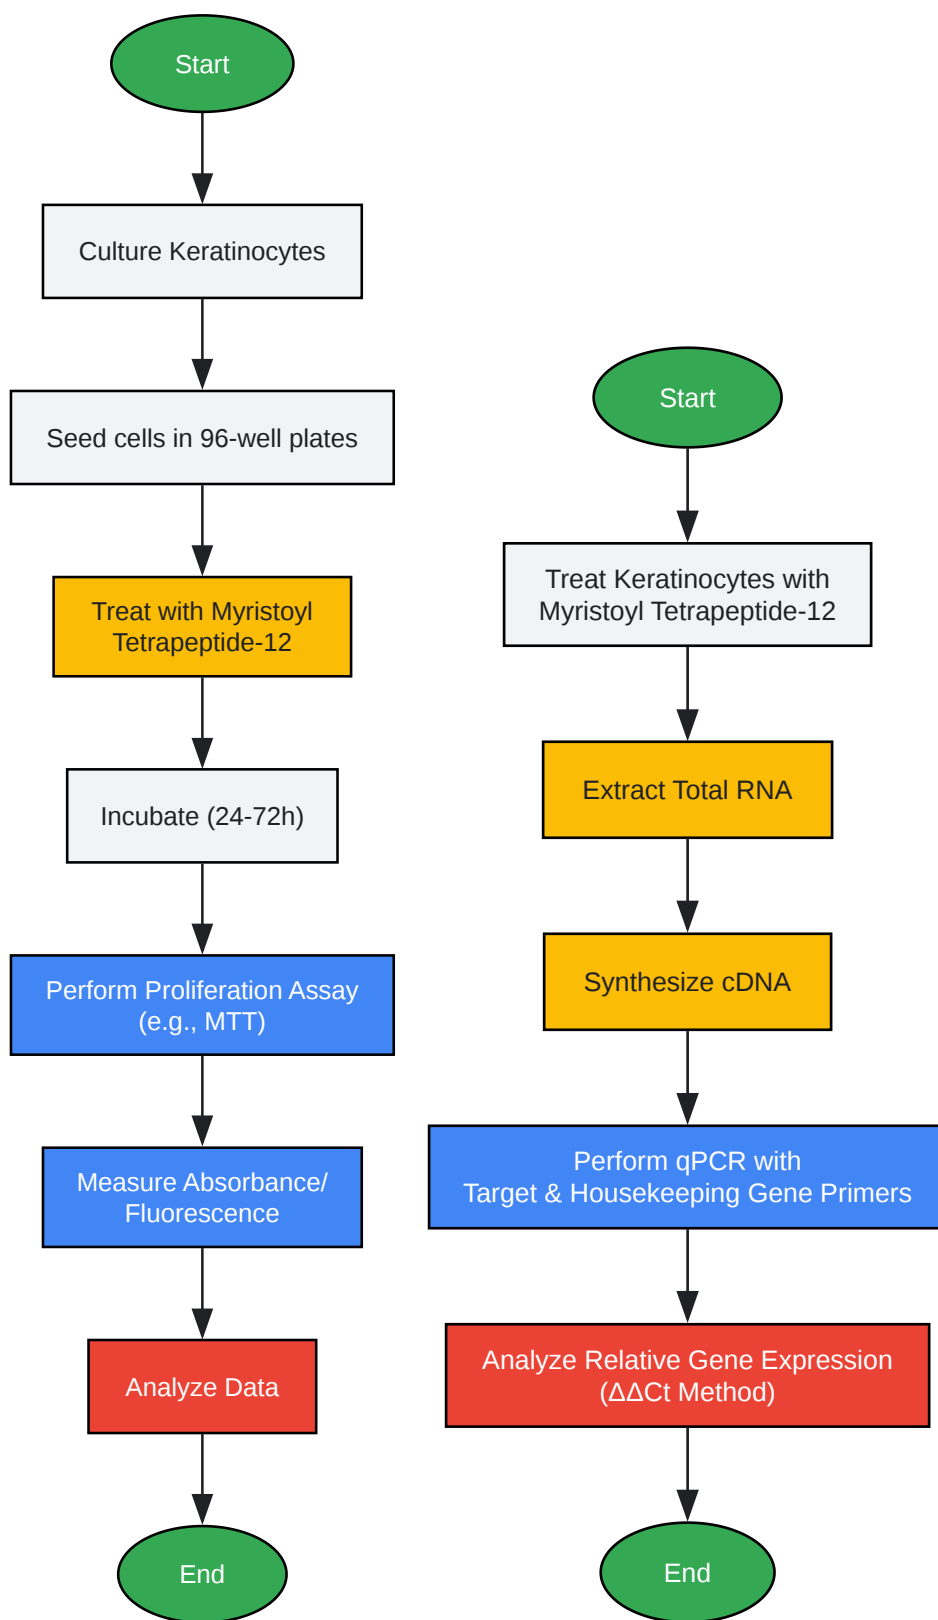 Start
Culture Keratinocytes
Seed cells in 96-well plates
Treat with Myristoyl
Tetrapeptide-12
Incubate (24-72h)
Perform Proliferation Assay
(e.g., MTT)
Measure Absorbance/
Fluorescence
Analyze Data
End
Start
Treat Keratinocytes with
Myristoyl Tetrapeptide-12
Extract Total RNA
Synthesize cDNA
Perform qPCR with
Target & Housekeeping Gene Primers
Analyze Relative Gene Expression
(ΔΔCt Method)
End